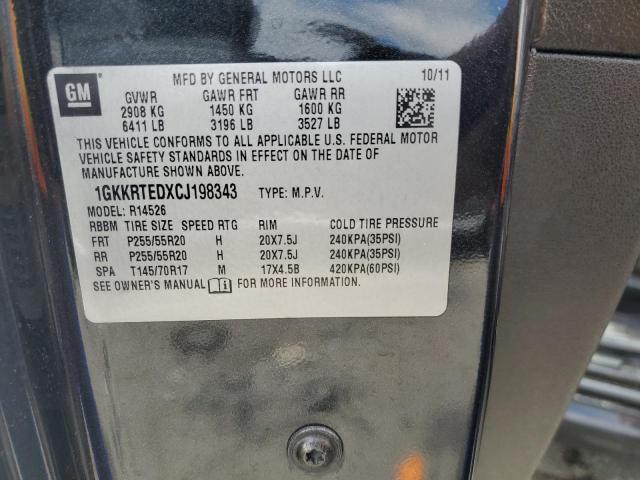 GM
MFD BY GENERAL MOTORS LLC 10/11
GVWR GAWR FRT GAWR RR
2908 KG 1450 KG 1600 KG
6411 LB 3196 LB 3527 LB
THIS VEHICLE CONFORMS TO ALL APPLICABLE U.S. FEDERAL MOTOR
VEHICLE SAFETY STANDARDS IN EFFECT ON THE DATE OF
MANUFACTURE SHOWN ABOVE.
1GKKRTEDXCJ198343 TYPE: M.P.V.
MODEL: R14526
RBBM TIRE SIZE SPEED RTG RIM COLD TIRE PRESSURE
FRT P255/55R20 H 20X7.5J 240KPA(35PSI)
RR P255/55R20 H 20X7.5J 240KPA(35PSI)
SPA T145/70R17 M 17X4.5B 420KPA(60PSI)
SEE OWNER'S MANUAL FOR MORE INFORMATION.